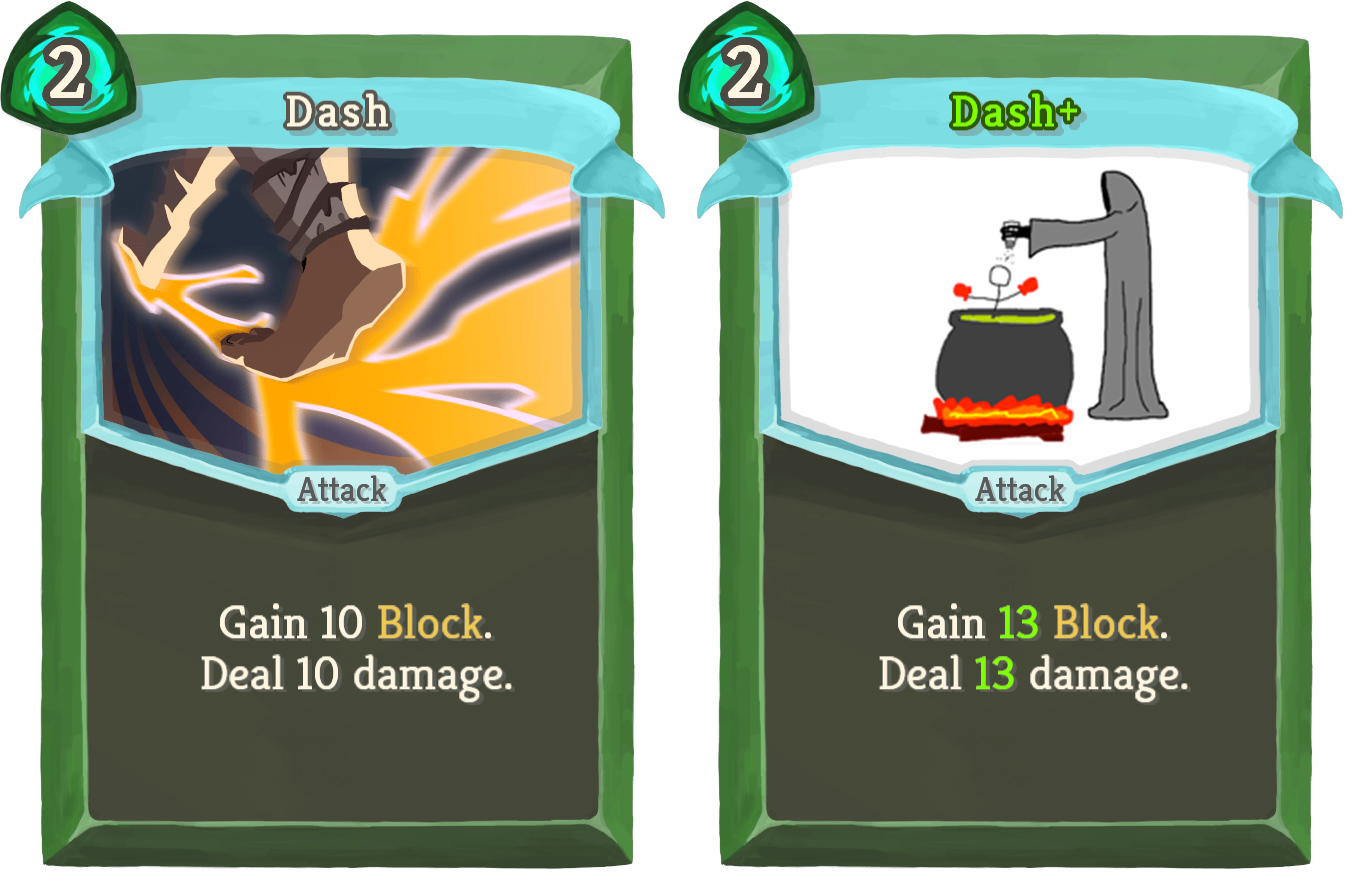 2
Dash
Attack
Gain 10 Block.
Deal 10 damage.
2
Dash+
Attack
Gain 13 Block.
Deal 13 damage.